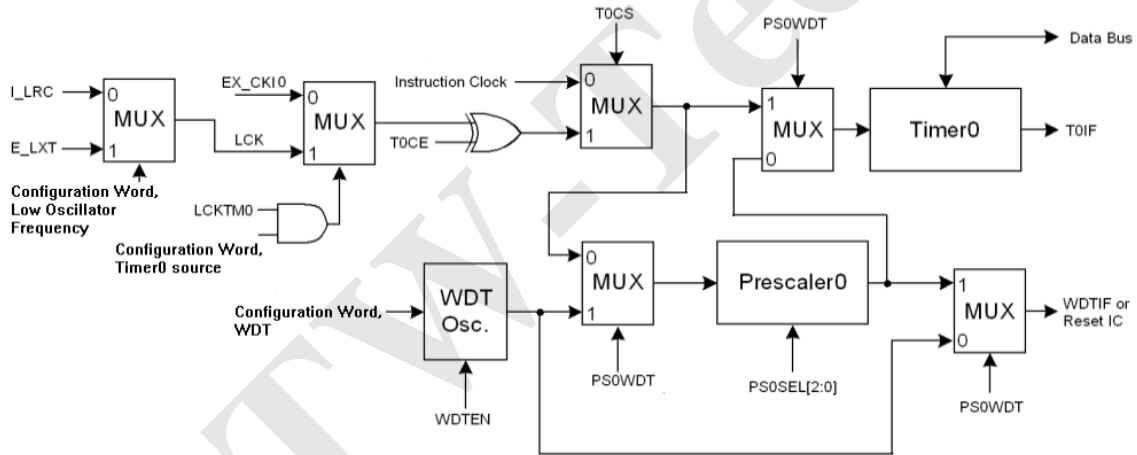 T0CS
PS0WDT
Data Bus
EX_CKI0
Instruction Clock
0
I_LRC
0
0
MUX
1
MUX
MUX
MUX
Timer0
T0IF
LCK
E_LXT
1
1
T0CE
1
0
Configuration Word,
Low Oscillator
Frequency
LCKTM0
Configuration Word,
Timer0 source
0
MUX
Prescaler0
1
WDT
Osc.
MUX
WDTIF or
Reset IC
Configuration Word,
WDT
1
0
PS0WDT
PS0SEL[2:0]
PS0WDT
WDTEN
TW-Te